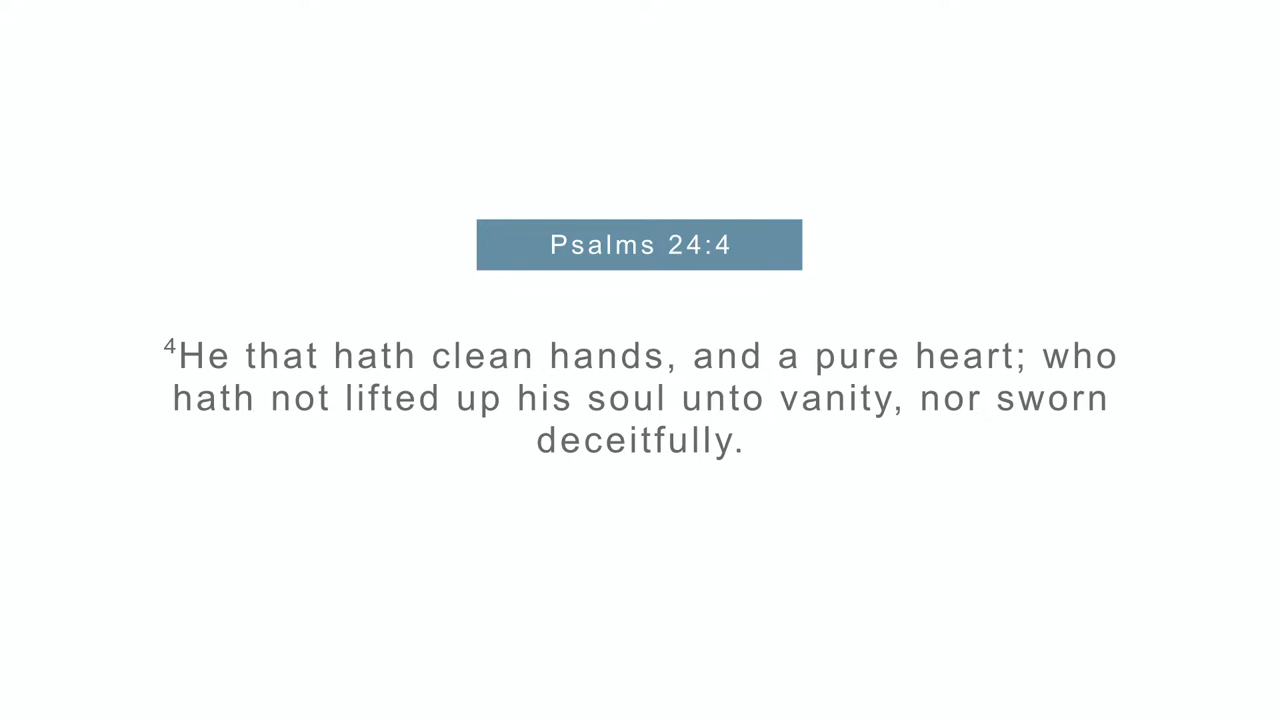 Psalms 24:4
⁴He that hath clean hands, and a pure heart; who
hath not lifted up his soul unto vanity, nor sworn
deceitfully.